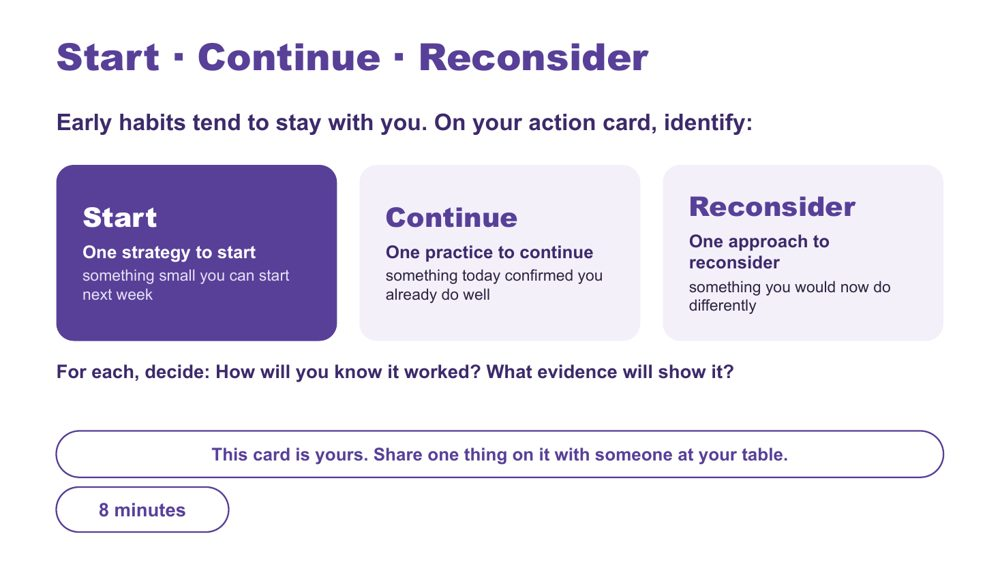 Start · Continue · Reconsider
Early habits tend to stay with you. On your action card, identify:
Start
One strategy to start
something small you can start
next week
Continue
One practice to continue
something today confirmed you
already do well
Reconsider
One approach to
reconsider
something you would now do
differently
For each, decide: How will you know it worked? What evidence will show it?
This card is yours. Share one thing on it with someone at your table.
8 minutes